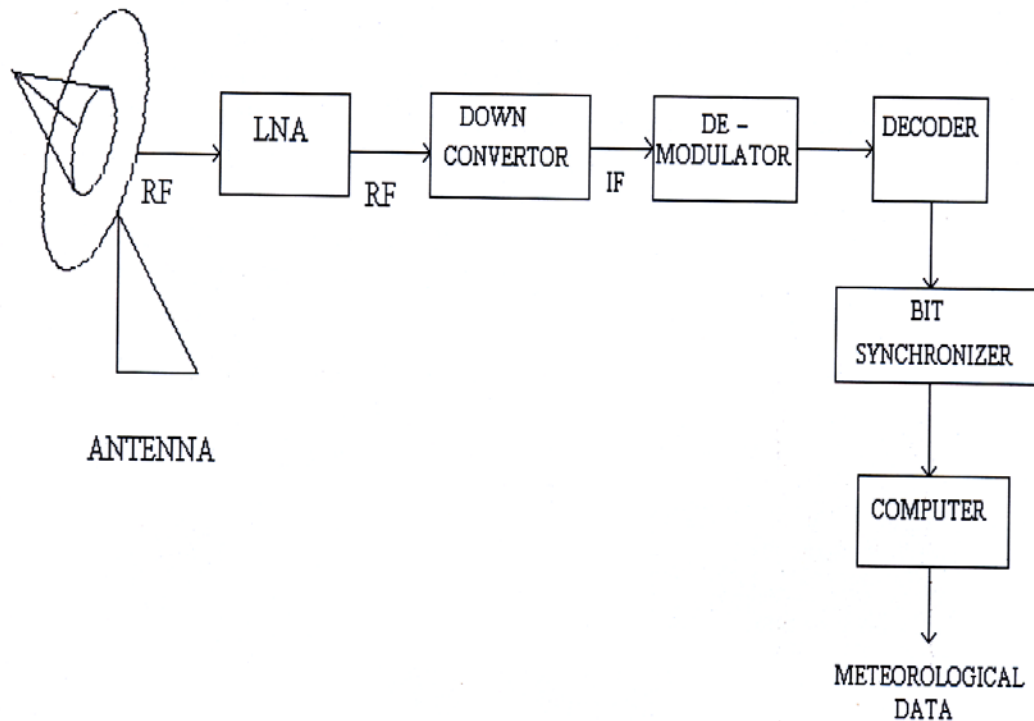 LNA
DOWN
CONVERTOR
DE -
MODULATOR
DECODER
RF
RF
IF
BIT
SYNCHRONIZER
ANTENNA
COMPUTER
METEOROLOGICAL
DATA